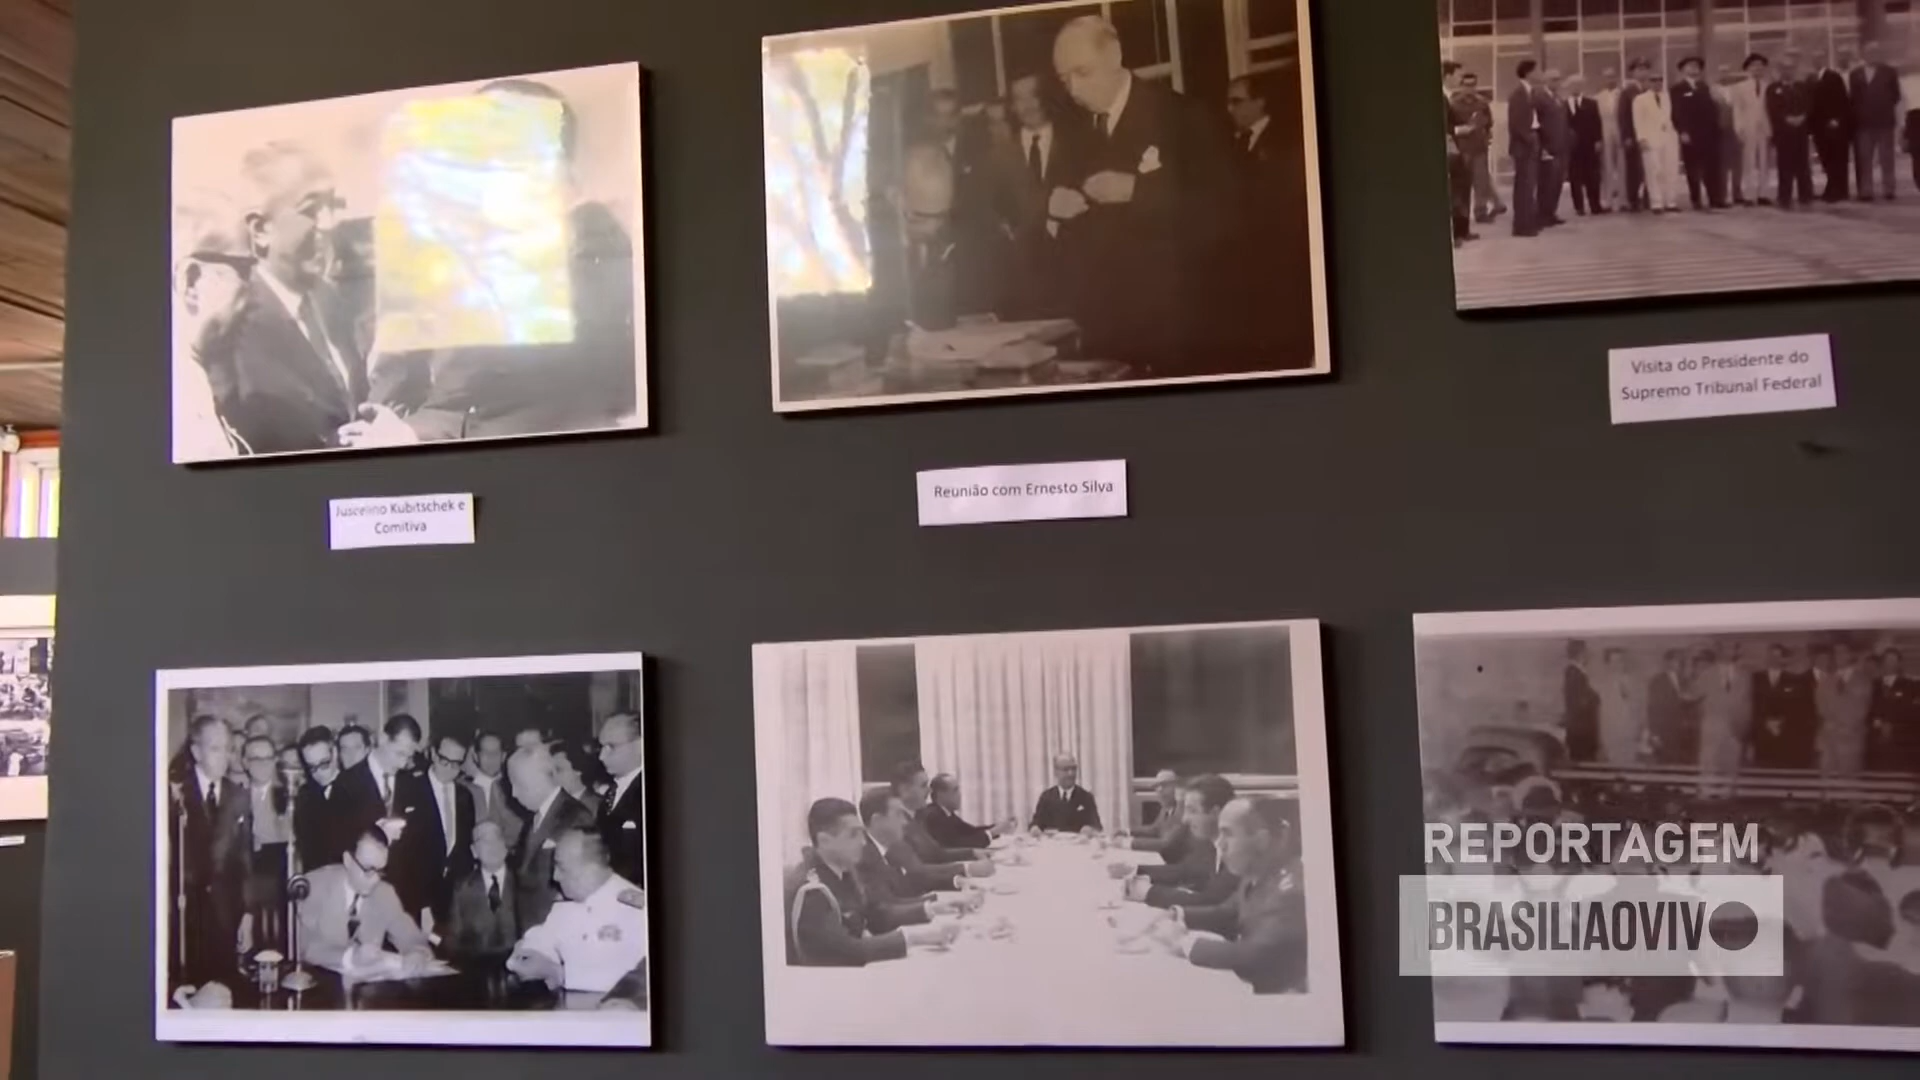 Visita do Presidente do
Supremo Tribunal Federal
Reunião com Ernesto Silva
Juscelino Kubitschek e
Comitiva
REPORTAGEM
BRASILIAOVIVO